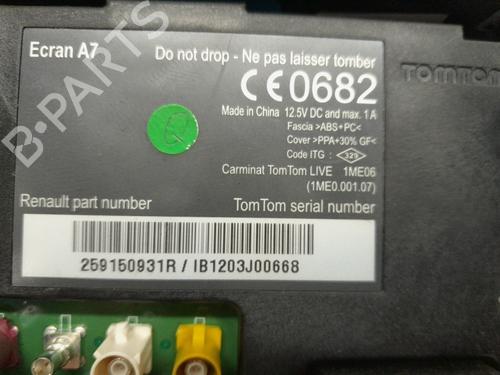 Ecran A7
Do not drop - Ne pas laisser tomber
CE0682
TOMTOM
Made in China 12.5V DC and max. 1A
Fascia >ABS+PC<
Cover >PPA+30% GF<
Code ITG : 329
Carminat TomTom LIVE 1ME06
(1ME0.001.07)
Renault part number
TomTom serial number
259150931R / IB1203J00668
B-PARTS